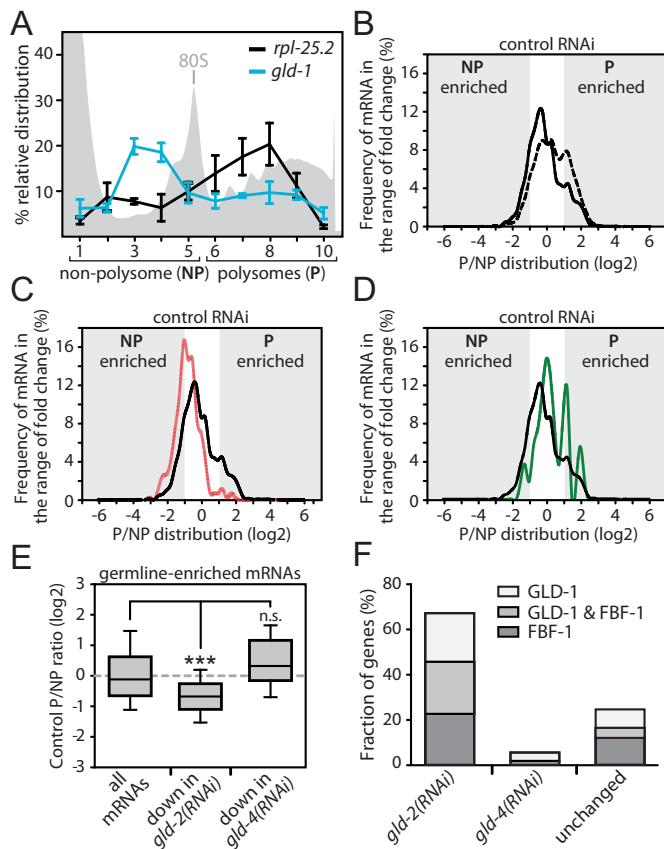 A
% relative distribution
40
30
20
10
80S
rpl-25.2
gld-1
1 3 5 6 8 10
non-polysome (NP) polysomes (P)
B
control RNAi
Frequency of mRNA in
the range of fold change (%)
18
12
8
4
0
NP
enriched
P
enriched
-6 -4 -2 0 2 4 6
P/NP distribution (log2)
C
control RNAi
Frequency of mRNA in
the range of fold change (%)
16
12
8
4
0
NP
enriched
P
enriched
-6 -4 -2 0 2 4 6
P/NP distribution (log2)
D
control RNAi
Frequency of mRNA in
the range of fold change (%)
18
12
8
4
0
NP
enriched
P
enriched
-6 -4 -2 0 2 4 6
P/NP distribution (log2)
E
germline-enriched mRNAs
Control P/NP ratio (log2)
3
2
1
0
-1
-2
-3
***
n.s.
all
mRNAs
down in
gld-2(RNAi)
down in
gld-4(RNAi)
F
Fraction of genes (%)
80
60
40
20
0
GLD-1
GLD-1 & FBF-1
FBF-1
gld-2(RNAi)
gld-4(RNAi)
unchanged